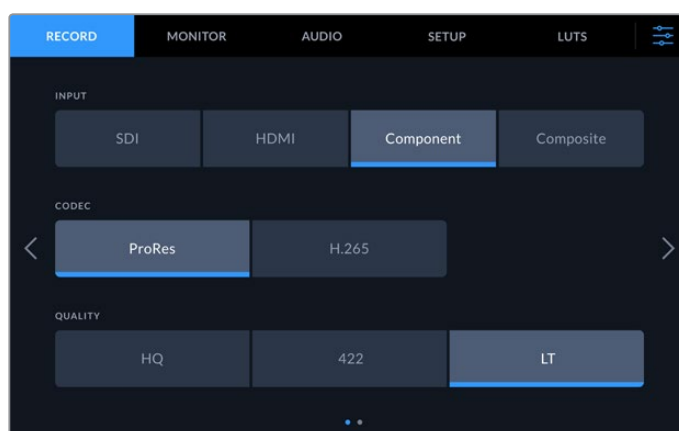 RECORD MONITOR AUDIO SETUP LUTS
INPUT
SDI HDMI Component Composite
CODEC
ProRes H.265
QUALITY
HQ 422 LT